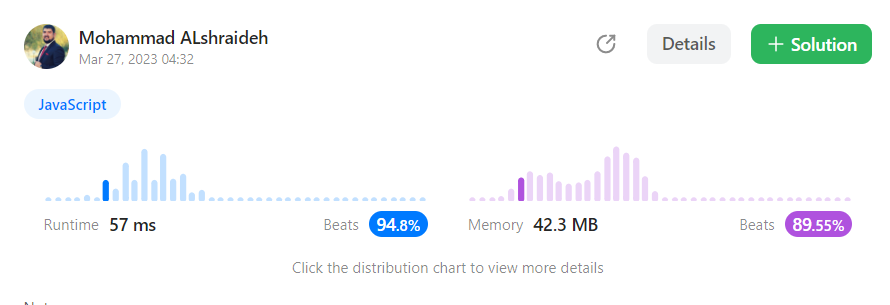 Mohammad ALshraideh
Mar 27, 2023 04:32
Details
+ Solution
JavaScript
Runtime 57 ms Beats 94.8%
Memory 42.3 MB Beats 89.55%
Click the distribution chart to view more details